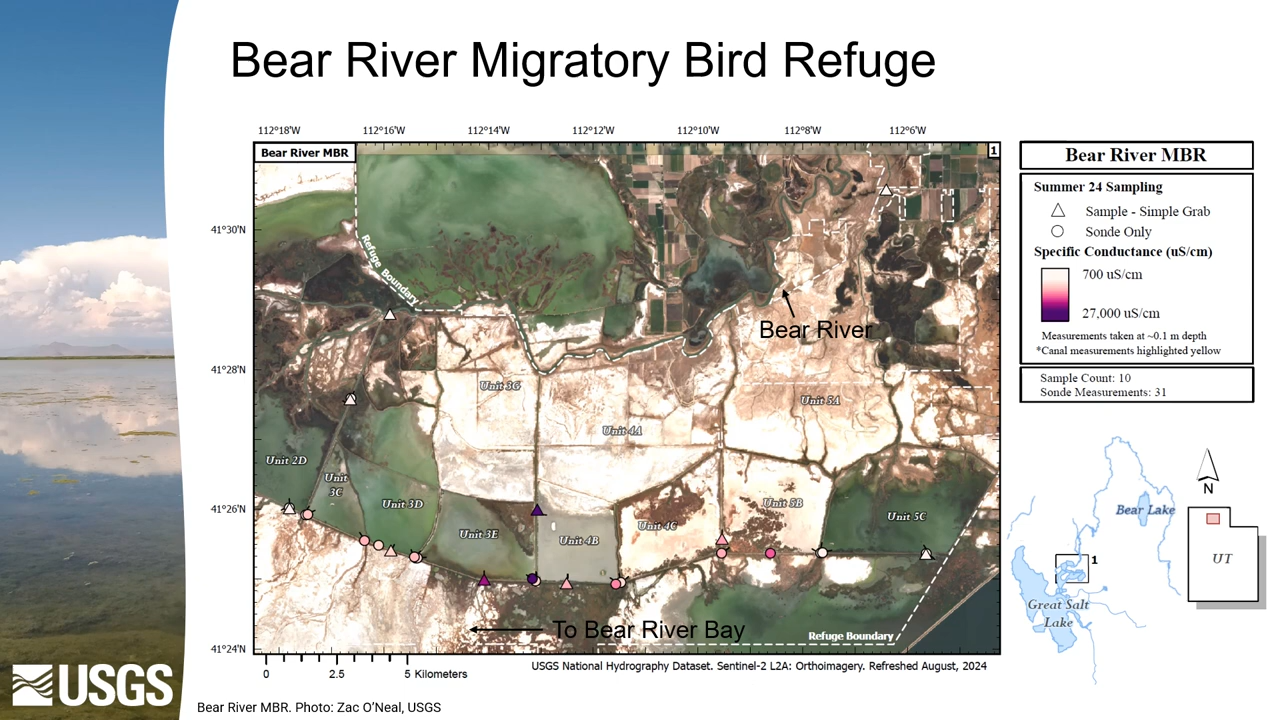 Bear River Migratory Bird Refuge
112°18'W 112°16'W 112°14'W 112°12'W 112°10'W 112°8'W 112°6'W
Bear River MBR
1
41°30'N
41°28'N
41°26'N
41°24'N
Refuge Boundary
Bear River
Unit 3G
Unit 5A
Unit 4A
Unit 2D
Unit
3C
Unit 3D
Unit 3E
Unit 4B
Unit 4C
Unit 5B
Unit 5C
To Bear River Bay
Refuge Boundary
0 2.5 5 Kilometers
USGS National Hydrography Dataset. Sentinel-2 L2A: Orthoimagery. Refreshed August, 2024
Bear River MBR
Summer 24 Sampling
Sample - Simple Grab
Sonde Only
Specific Conductance (uS/cm)
700 uS/cm
27,000 uS/cm
Measurements taken at ~0.1 m depth
*Canal measurements highlighted yellow
Sample Count: 10
Sonde Measurements: 31
N
Bear Lake
UT
1
Great Salt
Lake
USGS
Bear River MBR. Photo: Zac O'Neal, USGS